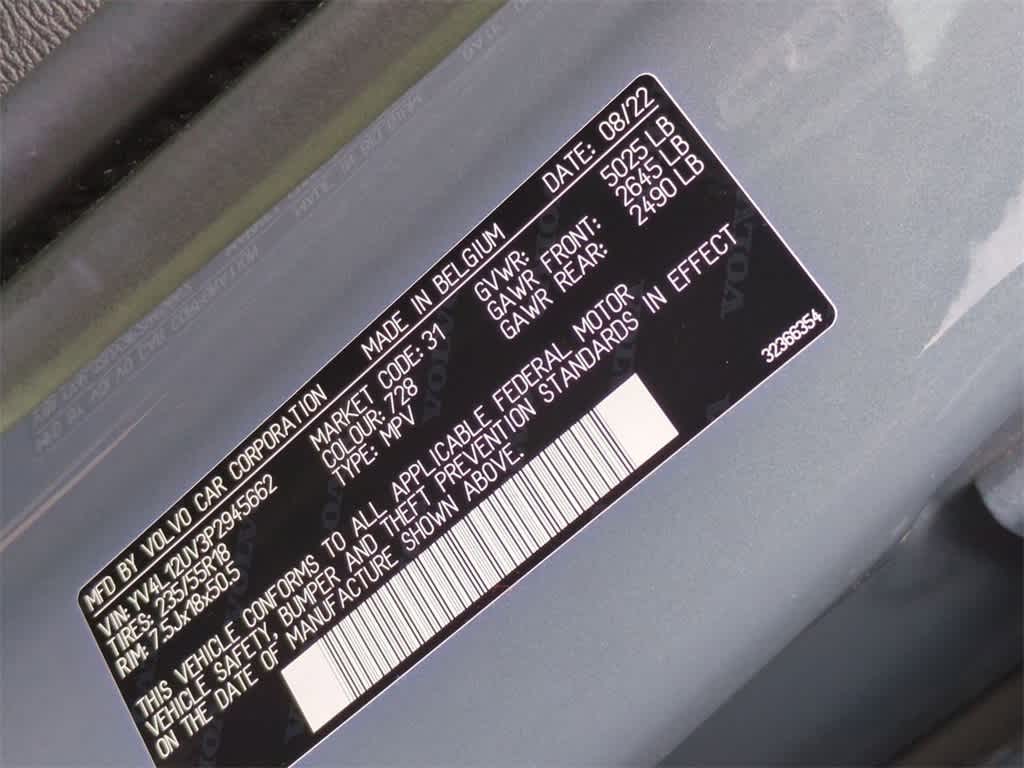 MFD BY VOLVO CAR CORPORATION MADE IN BELGIUM DATE: 08/22
VIN: YV4L12UV3P2945662 MARKET CODE: 31 GVWR: 5025 LB
TIRES: 235/55R18 COLOUR: 728 GAWR FRONT: 2645 LB
RIM: 7.5Jx18x50.5 TYPE: MPV GAWR REAR: 2490 LB
THIS VEHICLE CONFORMS TO ALL APPLICABLE FEDERAL MOTOR
VEHICLE SAFETY, BUMPER AND THEFT PREVENTION STANDARDS IN EFFECT
ON THE DATE OF MANUFACTURE SHOWN ABOVE.
32366354
VOLVO